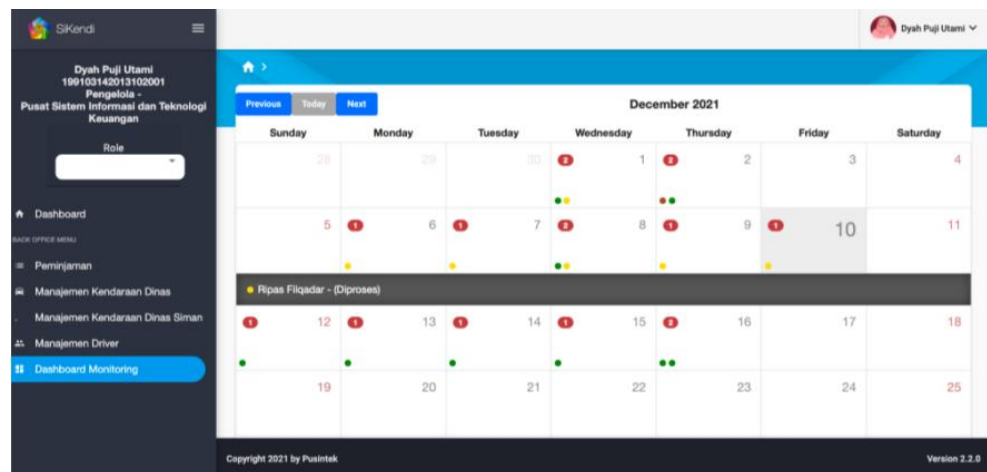 SiKendi
Dyah Puji Utami
Dyah Puji Utami
199103142013102001
Pengelola -
Pusat Sistem Informasi dan Teknologi
Keuangan
Role
Dashboard
BACK OFFICE MENU
Peminjaman
Manajemen Kendaraan Dinas
Manajemen Kendaraan Dinas Siman
Manajemen Driver
Dashboard Monitoring
Previous Today Next
December 2021
Sunday Monday Tuesday Wednesday Thursday Friday Saturday
28 29 30 2 1 2 2 3 4
5 1 6 1 7 2 8 1 9 1 10 11
Ripas Filqadar - (Diproses)
1 12 1 13 1 14 1 15 2 16 17 18
19 20 21 22 23 24 25
Copyright 2021 by Pusintek
Version 2.2.0